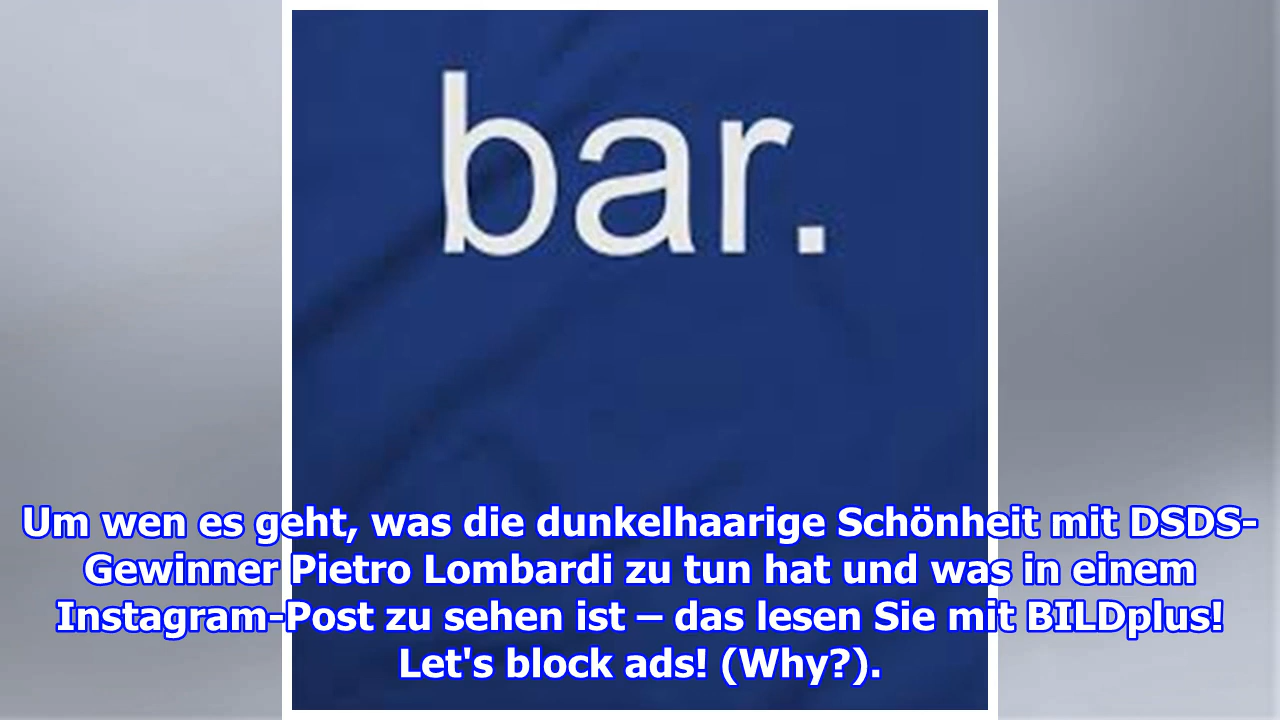 bar.
Um wen es geht, was die dunkelhaarige Schönheit mit DSDS-
Gewinner Pietro Lombardi zu tun hat und was in einem
Instagram-Post zu sehen ist – das lesen Sie mit BILDplus!
Let's block ads! (Why?).